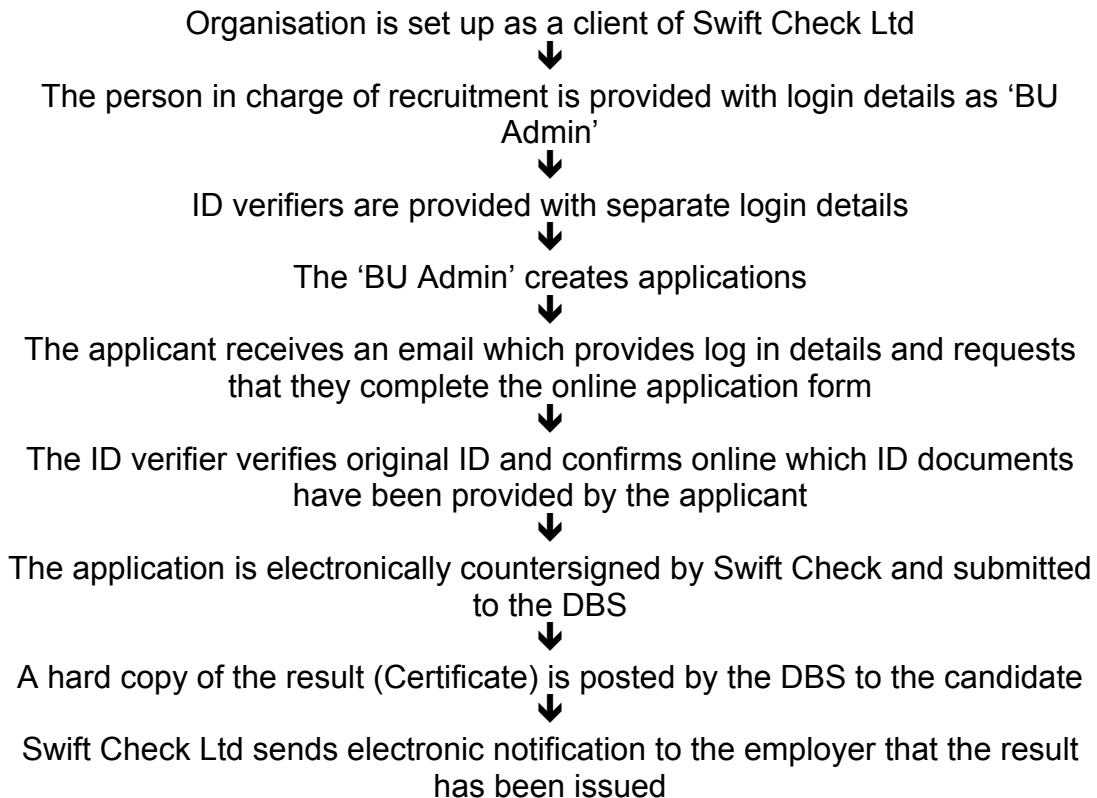 Organisation is set up as a client of Swift Check Ltd
The person in charge of recruitment is provided with login details as ‘BU
Admin’
ID verifiers are provided with separate login details
The ‘BU Admin’ creates applications
The applicant receives an email which provides log in details and requests
that they complete the online application form
The ID verifier verifies original ID and confirms online which ID documents
have been provided by the applicant
The application is electronically countersigned by Swift Check and submitted
to the DBS
A hard copy of the result (Certificate) is posted by the DBS to the candidate
Swift Check Ltd sends electronic notification to the employer that the result
has been issued